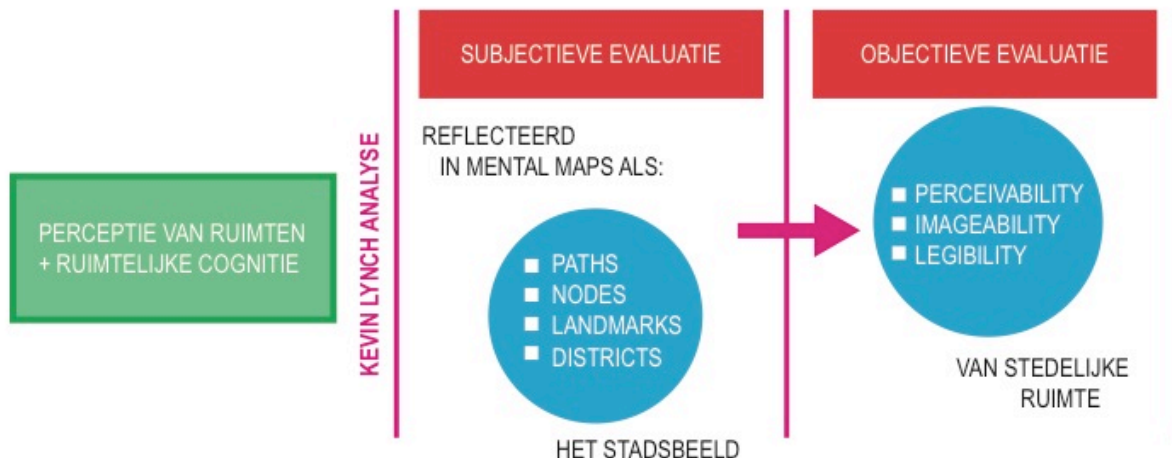 PERCEPTIE VAN RUIMTEN
+ RUIMTELIJKE COGNITIE
KEVIN LYNCH ANALYSE
SUBJECTIEVE EVALUATIE
REFLECTEERD
IN MENTAL MAPS ALS:
PATHS
NODES
LANDMARKS
DISTRICTS
HET STADSBEELD
OBJECTIEVE EVALUATIE
PERCEIVABILITY
IMAGEABILITY
LEGIBILITY
VAN STEDELIJKE
RUIMTE